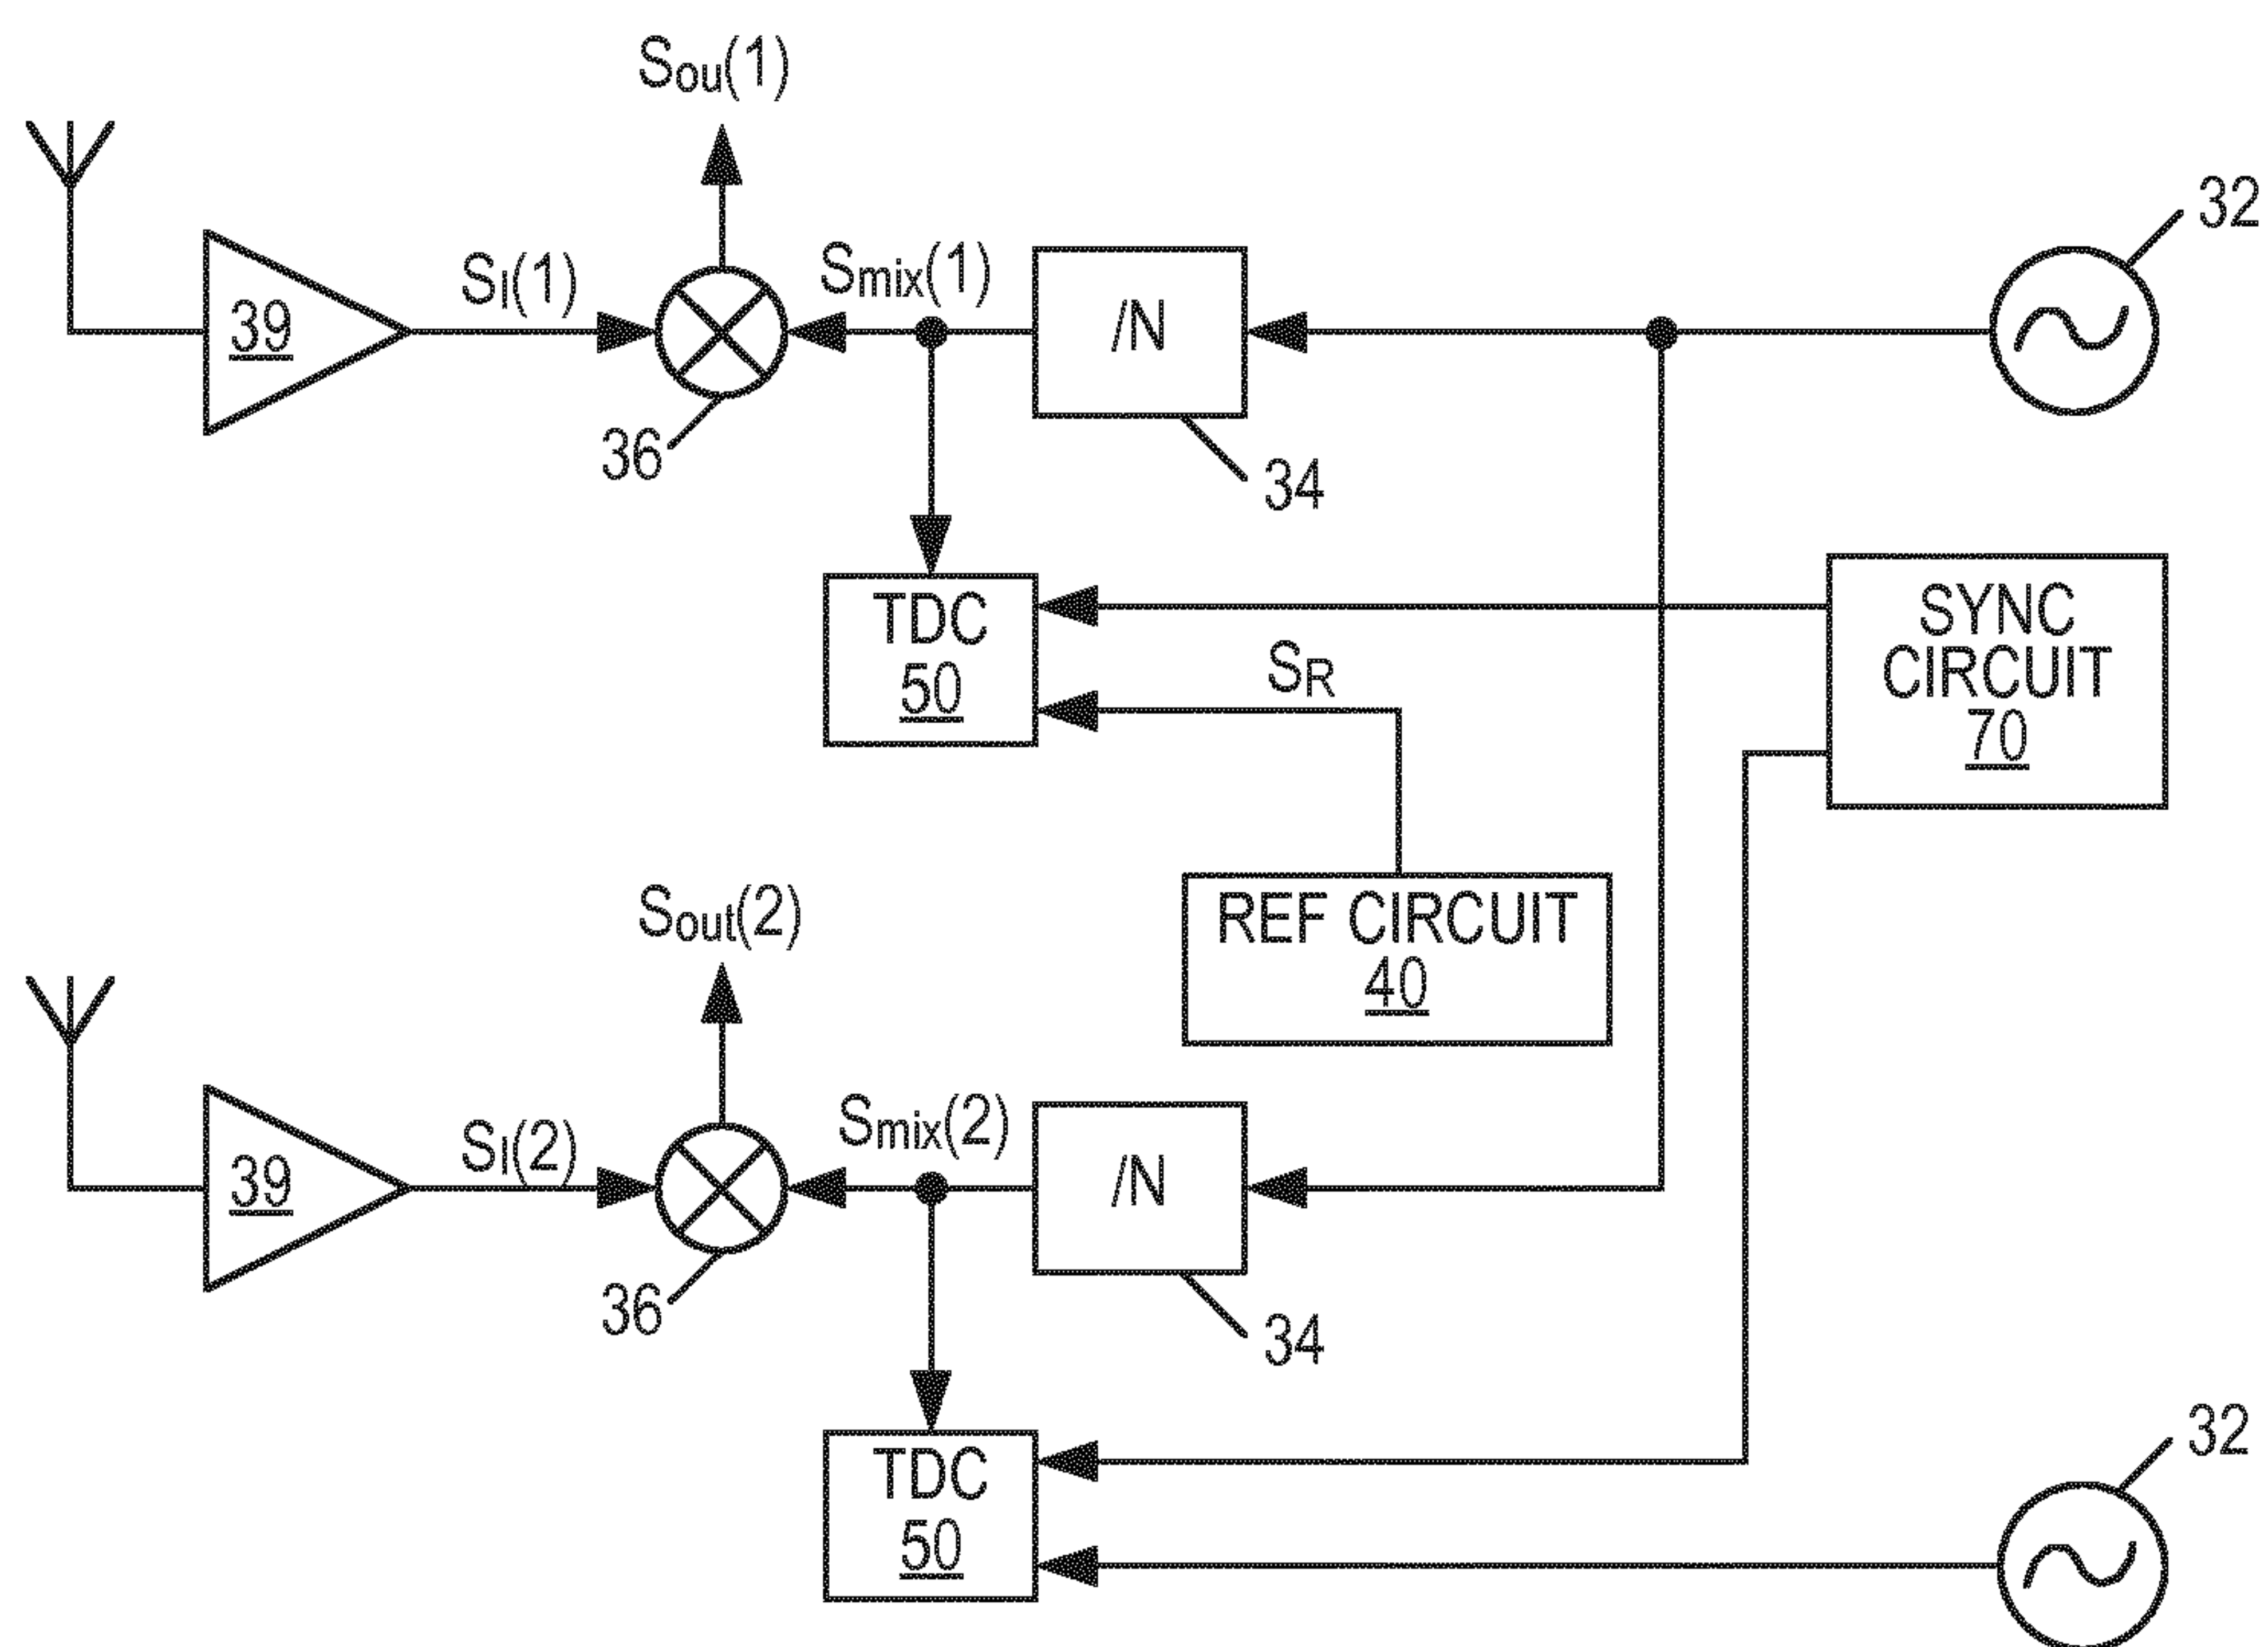 Sou(1)
32
39
SI(1)
Smix(1)
/N
36
34
TDC
50
SR
SYNC
CIRCUIT
70
REF CIRCUIT
40
Sout(2)
39
SI(2)
Smix(2)
/N
36
34
TDC
50
32